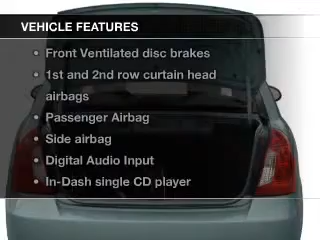 VEHICLE FEATURES
• Front Ventilated disc brakes
• 1st and 2nd row curtain head
airbags
• Passenger Airbag
• Side airbag
• Digital Audio Input
• In-Dash single CD player